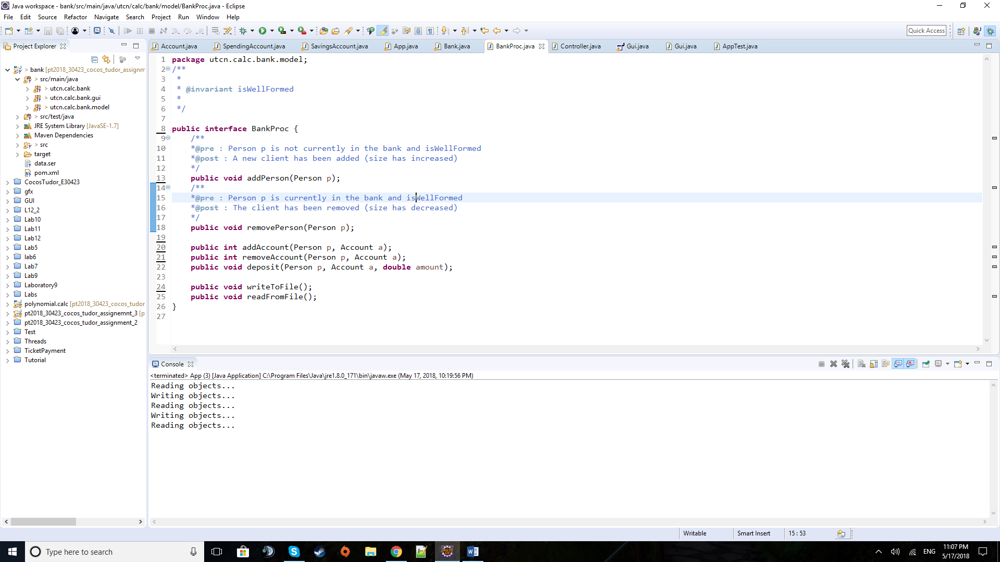 Java workspace - bank/src/main/java/utcn/calc/bank/model/BankProc.java - Eclipse
File Edit Source Refactor Navigate Search Project Run Window Help
Quick Access
Project Explorer
bank [pt2018_30423_cocos_tudor_assignm
> src/main/java
> utcn.calc.bank
> utcn.calc.bank.gui
> utcn.calc.bank.model
> src/test/java
JRE System Library [JavaSE-1.7]
Maven Dependencies
> src
target
data.ser
pom.xml
CocosTudor_E30423
gfx
GUI
L12_2
Lab10
Lab11
Lab12
Lab5
lab6
Lab7
Lab9
Laboratory9
Labs
polynomial.calc [pt2018_30423_cocos_tudor
pt2018_30423_cocos_tudor_assignemnt_3 [p
pt2018_30423_cocos_tudor_assignment_2
Test
Threads
TicketPayment
Tutorial
Account.java SpendingAccount.java SavingsAccount.java App.java Bank.java BankProc.java Controller.java Gui.java Gui.java AppTest.java
1 package utcn.calc.bank.model;
2 /**
3 *
4 * @invariant isWellFormed
5 *
6 */
7
8 public interface BankProc {
9 /**
10 *@pre : Person p is not currently in the bank and isWellFormed
11 *@post : A new client has been added (size has increased)
12 */
13 public void addPerson(Person p);
14 /**
15 *@pre : Person p is currently in the bank and isWellFormed
16 *@post : The client has been removed (size has decreased)
17 */
18 public void removePerson(Person p);
19
20 public int addAccount(Person p, Account a);
21 public int removeAccount(Person p, Account a);
22 public void deposit(Person p, Account a, double amount);
23
24 public void writeToFile();
25 public void readFromFile();
26 }
27
Console
<terminated> App (3) [Java Application] C:\Program Files\Java\jre1.8.0_171\bin\javaw.exe (May 17, 2018, 10:19:56 PM)
Reading objects...
Writing objects...
Reading objects...
Writing objects...
Reading objects...
Writable Smart Insert 15 : 53
Type here to search
ENG
11:07 PM
5/17/2018